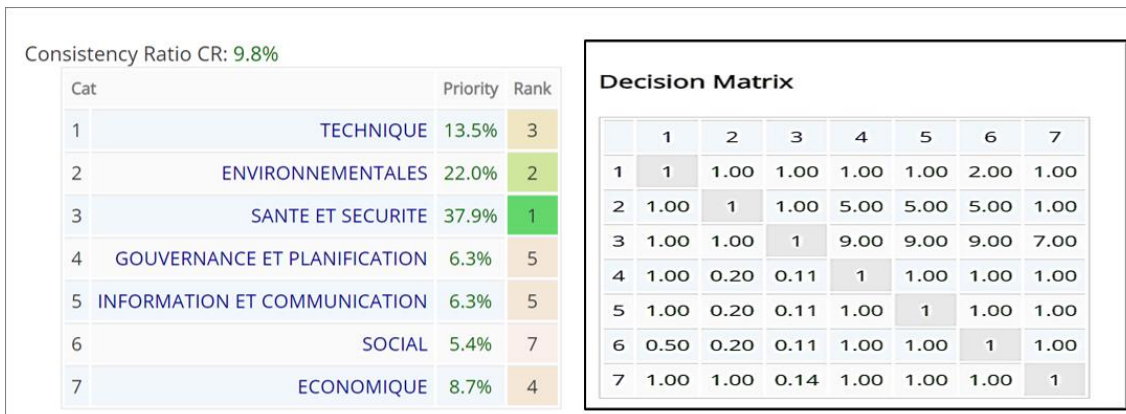 Consistency Ratio CR: 9.8%
Cat Priority Rank
1 TECHNIQUE 13.5% 3
2 ENVIRONNEMENTALES 22.0% 2
3 SANTE ET SECURITE 37.9% 1
4 GOUVERNANCE ET PLANIFICATION 6.3% 5
5 INFORMATION ET COMMUNICATION 6.3% 5
6 SOCIAL 5.4% 7
7 ECONOMIQUE 8.7% 4
Decision Matrix
1 2 3 4 5 6 7
1 1 1.00 1.00 1.00 1.00 2.00 1.00
2 1.00 1 1.00 5.00 5.00 5.00 1.00
3 1.00 1.00 1 9.00 9.00 9.00 7.00
4 1.00 0.20 0.11 1 1.00 1.00 1.00
5 1.00 0.20 0.11 1.00 1 1.00 1.00
6 0.50 0.20 0.11 1.00 1.00 1 1.00
7 1.00 1.00 0.14 1.00 1.00 1.00 1